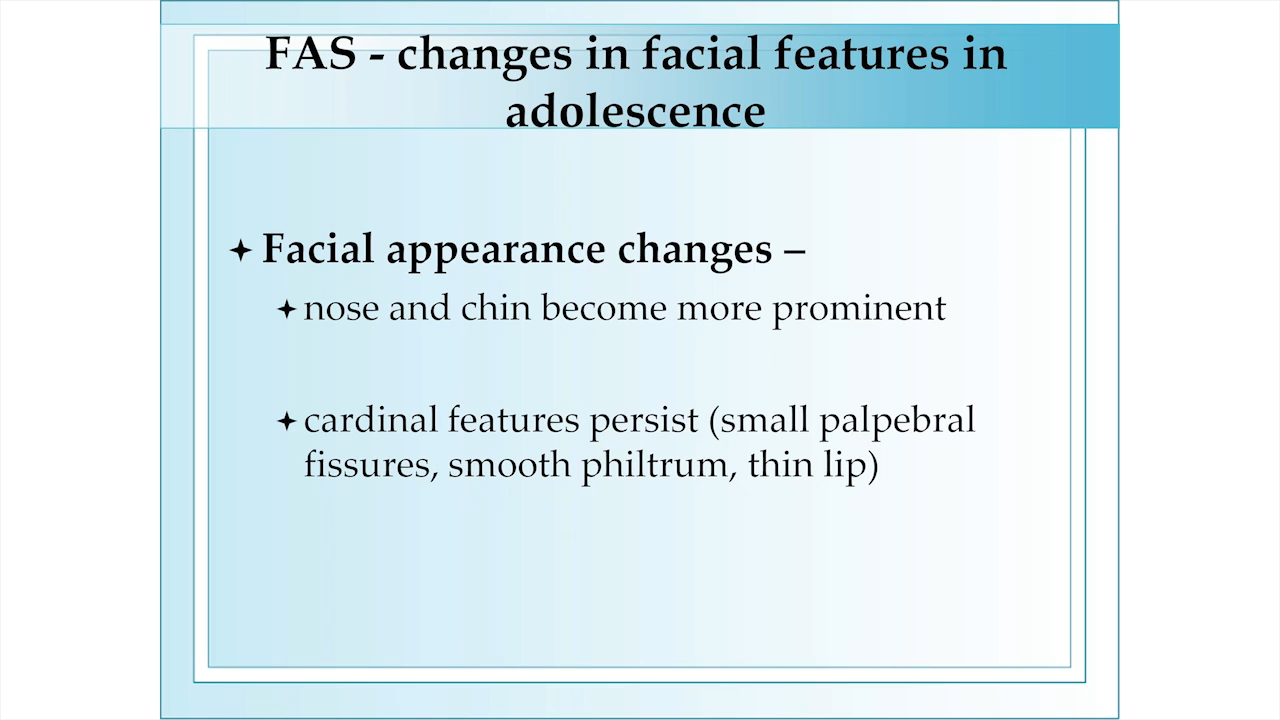 FAS - changes in facial features in
adolescence
Facial appearance changes –
nose and chin become more prominent
cardinal features persist (small palpebral
fissures, smooth philtrum, thin lip)